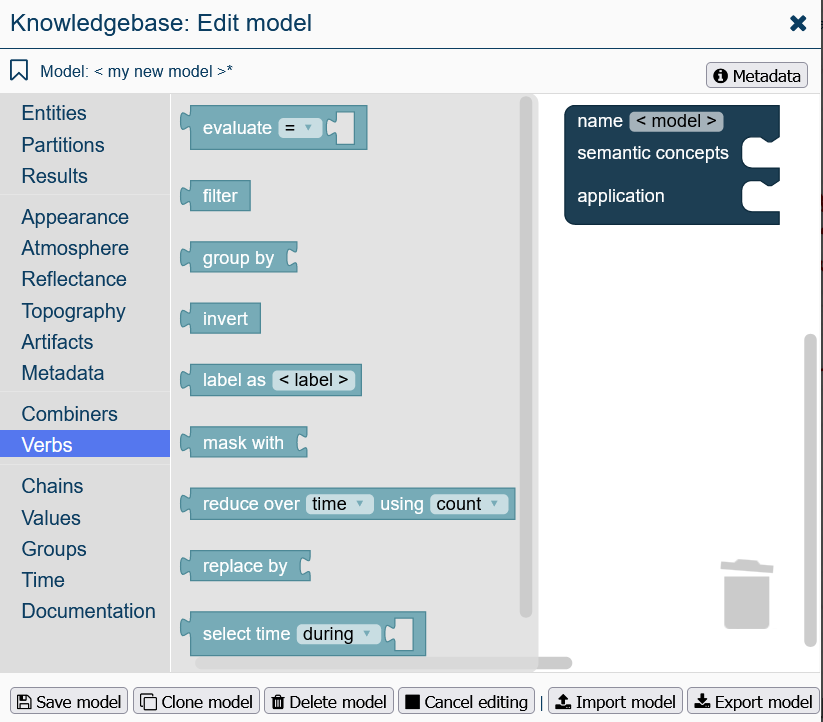 Knowledgebase: Edit model
Model: < my new model >*
Metadata
Entities
Partitions
Results
Appearance
Atmosphere
Reflectance
Topography
Artifacts
Metadata
Combiners
Verbs
Chains
Values
Groups
Time
Documentation
evaluate =
filter
group by
invert
label as < label >
mask with
reduce over time using count
replace by
select time during
name < model >
semantic concepts
application
Save model Clone model Delete model Cancel editing | Import model Export model